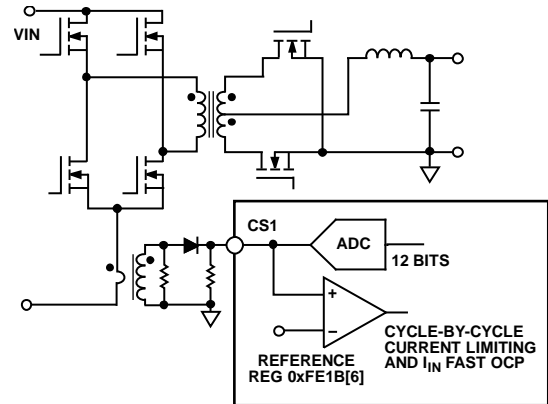 VIN
CS1
ADC
12 BITS
+
–
REFERENCE
REG 0xFE1B[6]
CYCLE-BY-CYCLE
CURRENT LIMITING
AND IIN FAST OCP